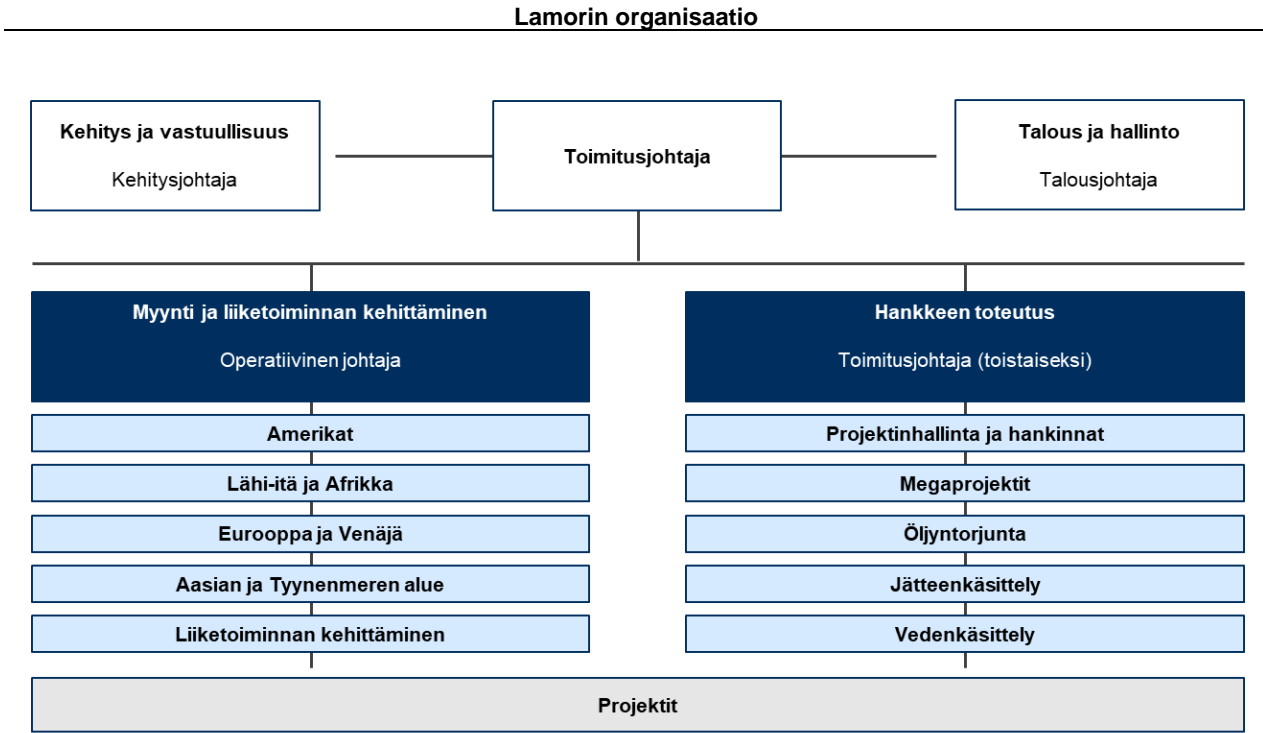 Lamorin organisaatio
Kehitys ja vastuullisuus
Kehitysjohtaja
Toimitusjohtaja
Talous ja hallinto
Talousjohtaja
Myynti ja liiketoiminnan kehittäminen
Operatiivinen johtaja
Hankkeen toteutus
Toimitusjohtaja (toistaiseksi)
Amerikat
Lähi-itä ja Afrikka
Eurooppa ja Venäjä
Aasian ja Tyynenmeren alue
Liiketoiminnan kehittäminen
Projektinhallinta ja hankinnat
Megaprojektit
Öljyntorjunta
Jätteenkäsittely
Vedenkäsittely
Projektit